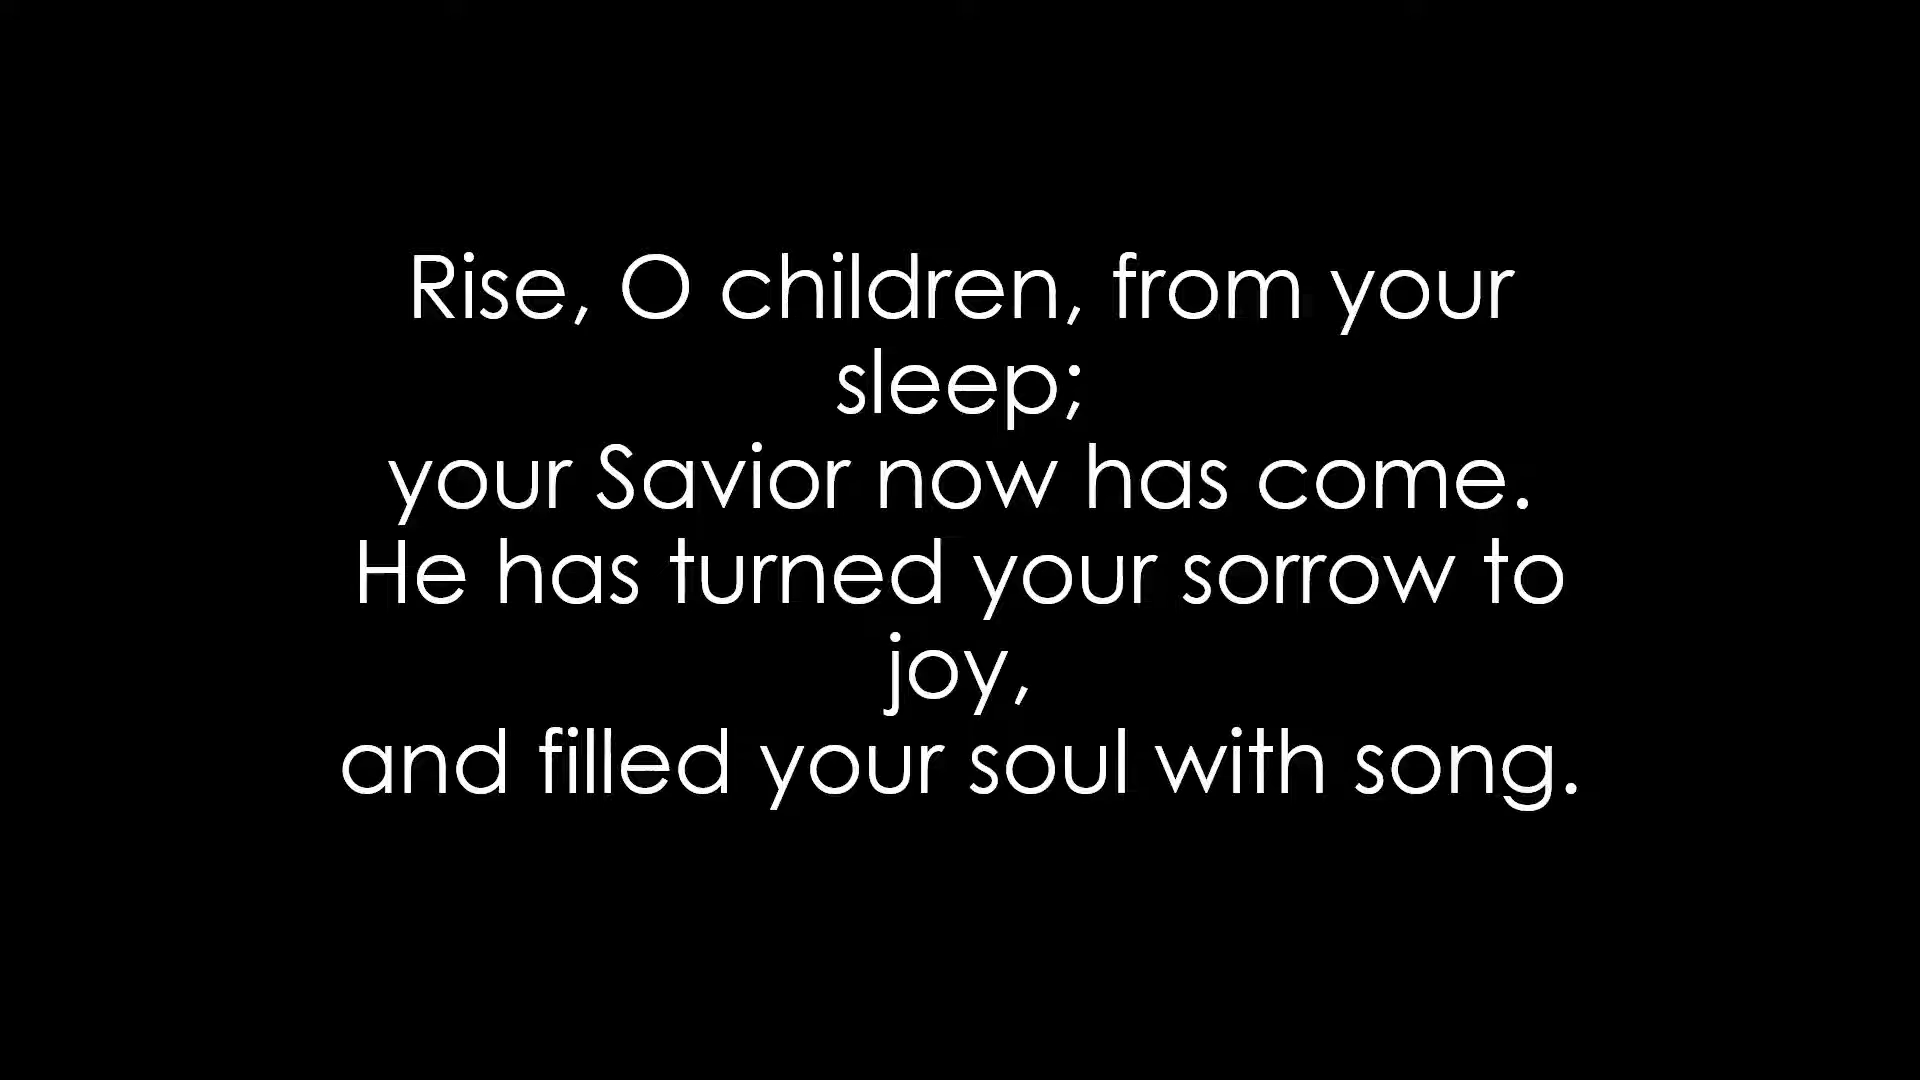 Rise, O children, from your
sleep;
your Savior now has come.
He has turned your sorrow to
joy,
and filled your soul with song.